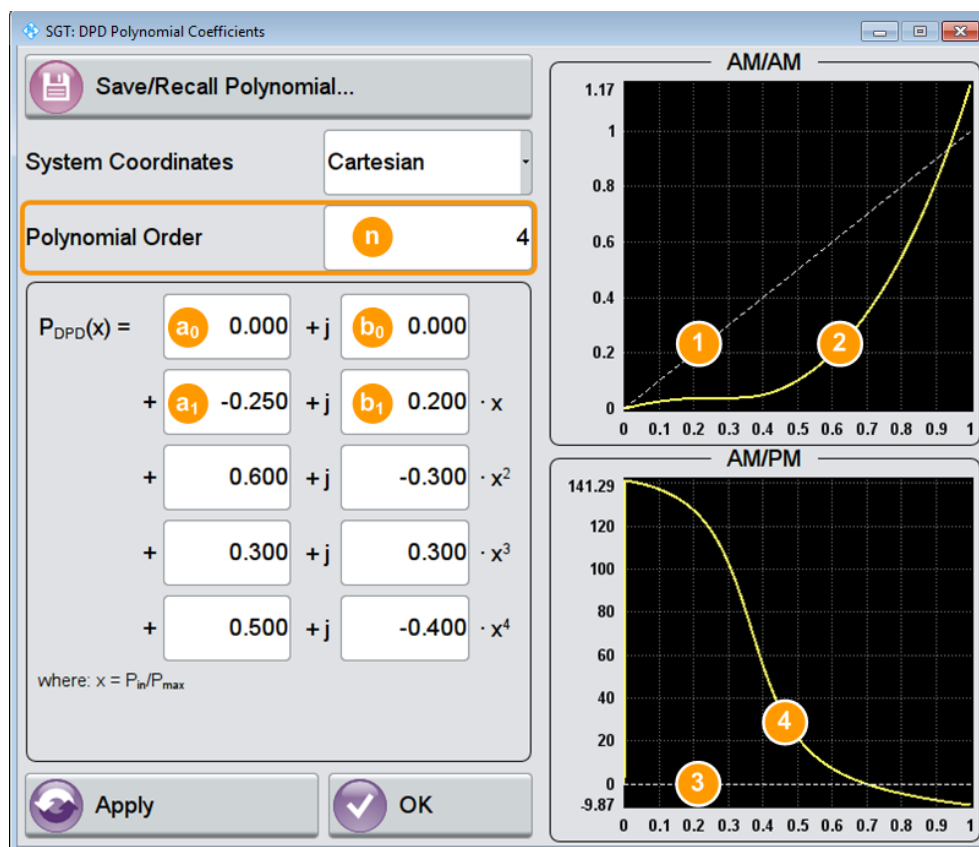 SGT: DPD Polynomial Coefficients
Save/Recall Polynomial...
System Coordinates Cartesian
Polynomial Order n 4
P_DPD(x) = a₀ 0.000 +j b₀ 0.000
+ a₁ -0.250 +j b₁ 0.200 · x
+ 0.600 +j -0.300 · x²
+ 0.300 +j 0.300 · x³
+ 0.500 +j -0.400 · x⁴
where: x = P_in/P_max
Apply OK
AM/AM
1.17
1
0.8
0.6
0.4
0.2
0
1 2
0 0.1 0.2 0.3 0.4 0.5 0.6 0.7 0.8 0.9 1
AM/PM
141.29
120
100
80
60
40
20
0
-9.87
3 4
0 0.1 0.2 0.3 0.4 0.5 0.6 0.7 0.8 0.9 1